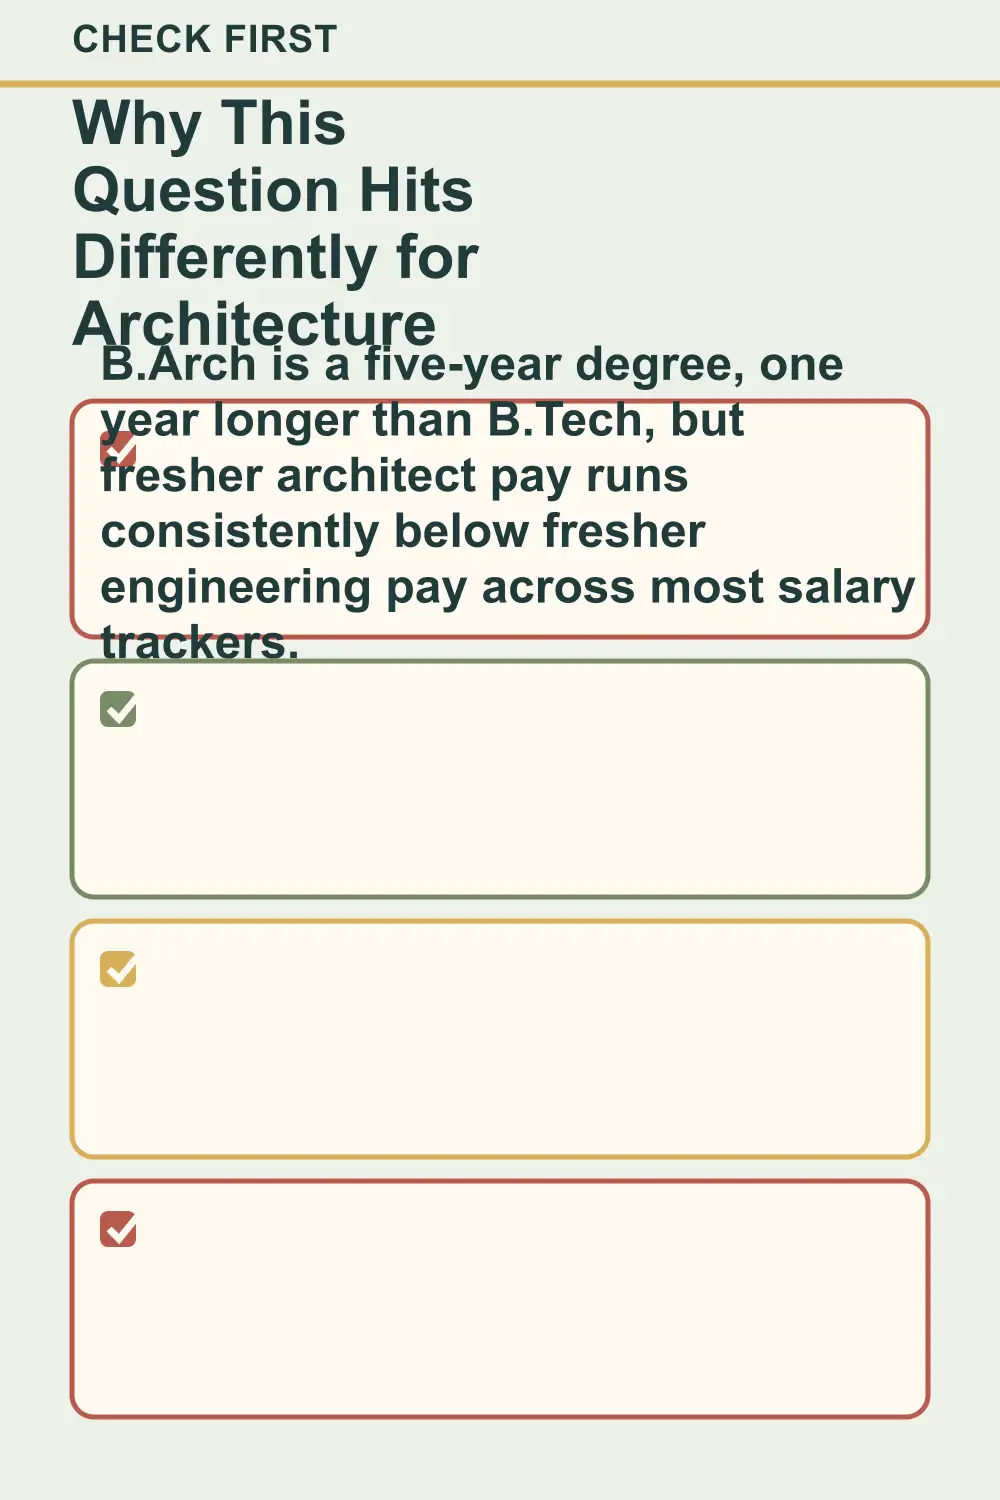 CHECK FIRST
Why This
Question Hits
Differently for
Architecture
B.Arch is a five-year degree, one
year longer than B.Tech, but
fresher architect pay runs
consistently below fresher
engineering pay across most salary
trackers.